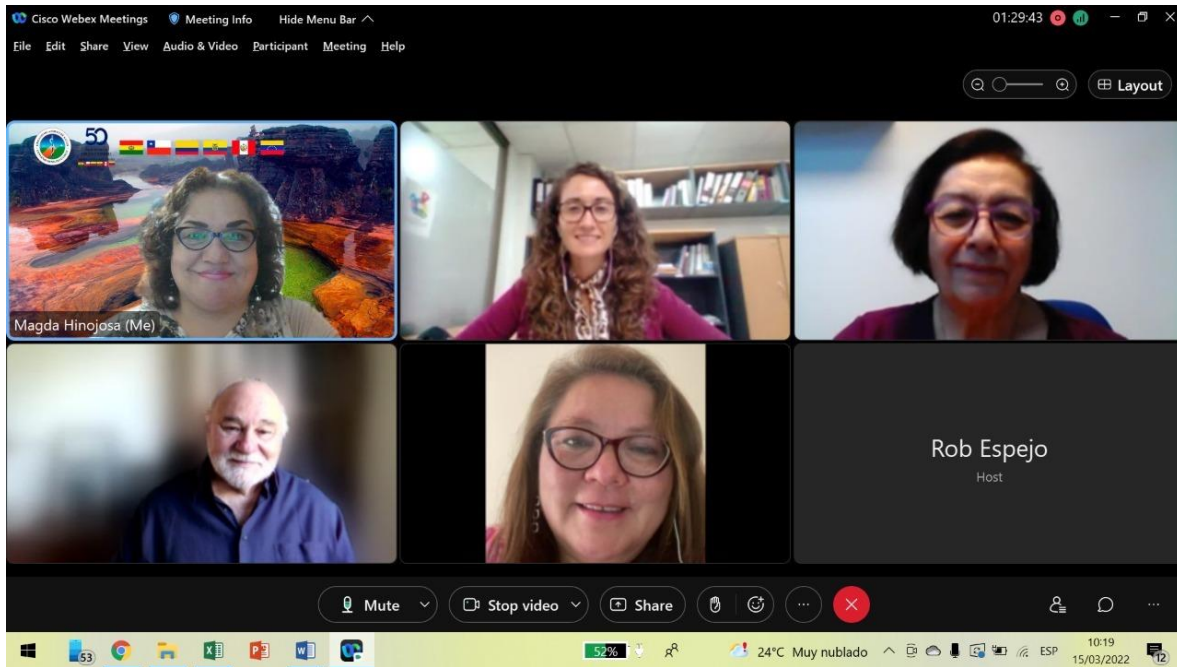 Cisco Webex Meetings Meeting Info Hide Menu Bar 01:29:43
File Edit Share View Audio & Video Participant Meeting Help
Layout
50
Magda Hinojosa (Me)
Rob Espejo
Host
Mute Stop video Share
53 52% 24°C Muy nublado ESP 10:19
15/03/2022 12